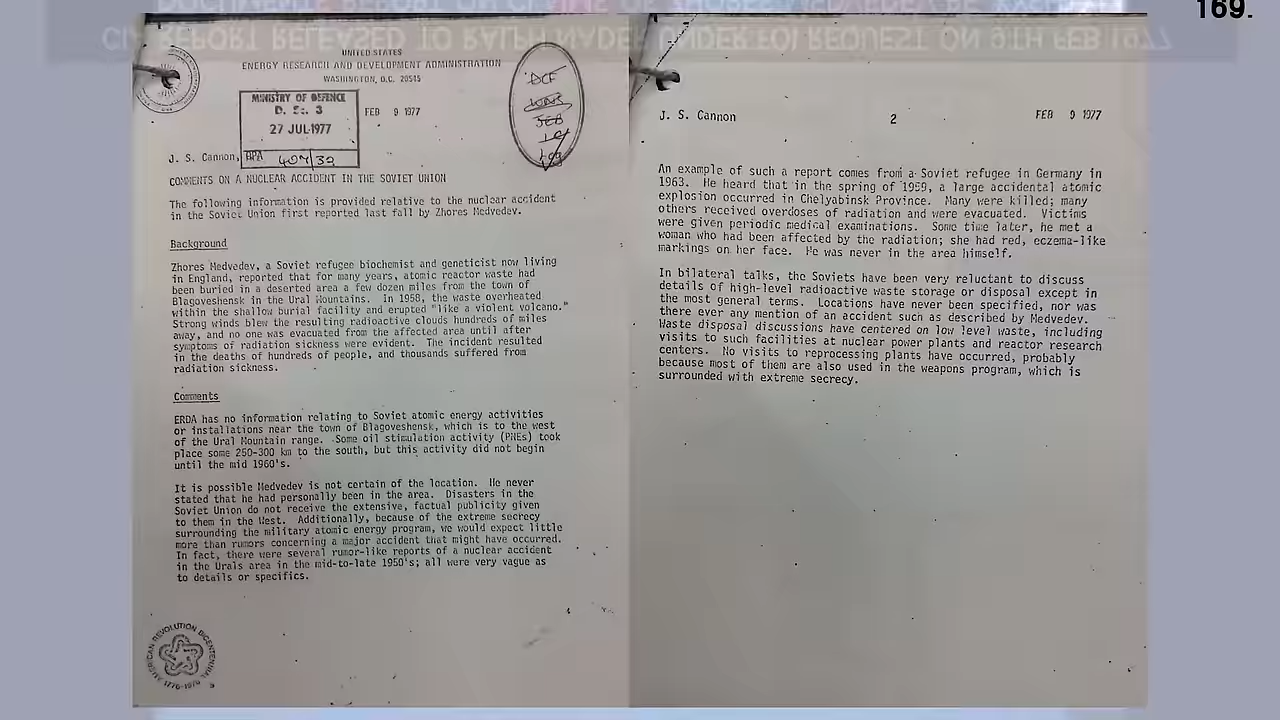 169.
CIA REPORT RELEASED TO RALPH NADER UNDER FOI REQUEST ON 9TH FEB 1977
UNITED STATES
ENERGY RESEARCH AND DEVELOPMENT ADMINISTRATION
WASHINGTON, D.C. 20545
MINISTRY OF DEFENCE
D. Sc. 3
27 JUL 1977
FEB 9 1977
DCF
J. S. Cannon,
COMMENTS ON A NUCLEAR ACCIDENT IN THE SOVIET UNION
The following information is provided relative to the nuclear accident
in the Soviet Union first reported last fall by Zhores Medvedev.
Background
Zhores Medvedev, a Soviet refugee biochemist and geneticist now living
in England, reported that for many years, atomic reactor waste had
been buried in a deserted area a few dozen miles from the town of
Blagoveshensk in the Ural Mountains. In 1958, the waste overheated
within the shallow burial facility and erupted "like a violent volcano."
Strong winds blew the resulting radioactive clouds hundreds of miles
away, and no one was evacuated from the affected area until after
symptoms of radiation sickness were evident. The incident resulted
in the deaths of hundreds of people, and thousands suffered from
radiation sickness.
Comments
ERDA has no information relating to Soviet atomic energy activities
or installations near the town of Blagoveshensk, which is to the west
of the Ural Mountain range. Some oil stimulation activity (PNEs) took
place some 250-300 km to the south, but this activity did not begin
until the mid 1960's.
It is possible Medvedev is not certain of the location. He never
stated that he had personally been in the area. Disasters in the
Soviet Union do not receive the extensive, factual publicity given
to them in the West. Additionally, because of the extreme secrecy
surrounding the military atomic energy program, we would expect little
more than rumors concerning a major accident that might have occurred.
In fact, there were several rumor-like reports of a nuclear accident
in the Urals area in the mid-to-late 1950's; all were very vague as
to details or specifics.
AMERICAN REVOLUTION BICENTENNIAL
1776-1976
J. S. Cannon 2 FEB 9 1977
An example of such a report comes from a Soviet refugee in Germany in
1963. He heard that in the spring of 1959, a large accidental atomic
explosion occurred in Chelyabinsk Province. Many were killed; many
others received overdoses of radiation and were evacuated. Victims
were given periodic medical examinations. Some time later, he met a
woman who had been affected by the radiation; she had red, eczema-like
markings on her face. He was never in the area himself.
In bilateral talks, the Soviets have been very reluctant to discuss
details of high-level radioactive waste storage or disposal except in
the most general terms. Locations have never been specified, nor was
there ever any mention of an accident such as described by Medvedev.
Waste disposal discussions have centered on low level waste, including
visits to such facilities at nuclear power plants and reactor research
centers. No visits to reprocessing plants have occurred, probably
because most of them are also used in the weapons program, which is
surrounded with extreme secrecy.